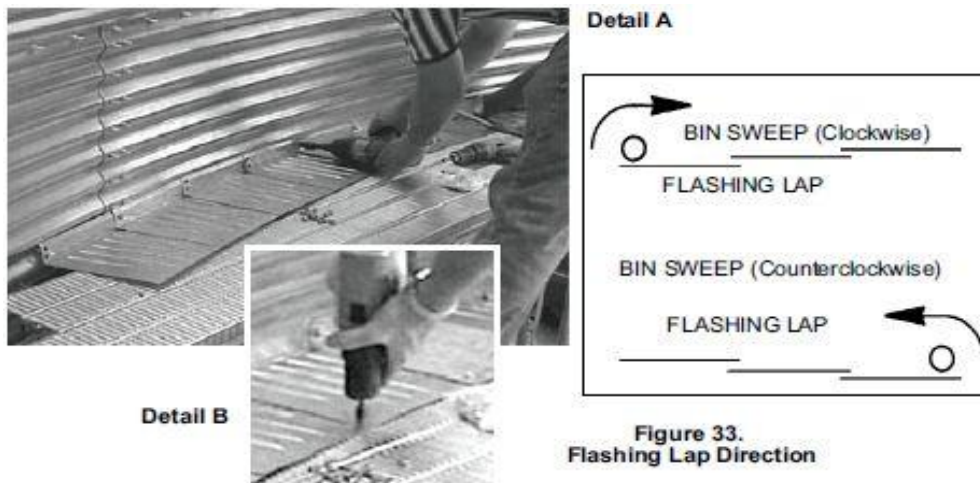 Detail A
BIN SWEEP (Clockwise)
FLASHING LAP
BIN SWEEP (Counterclockwise)
FLASHING LAP
Detail B
Figure 33.
Flashing Lap Direction